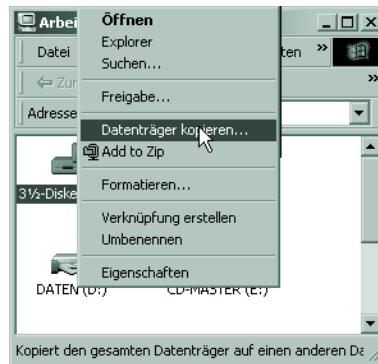 Arbei
Öffnen
Datei
Explorer
ten »
Suchen...
Zur
»
Freigabe...
Adresse
Datenträger kopieren...
Add to Zip
Formatieren...
3½-Diske
Verknüpfung erstellen
Umbenennen
Eigenschaften
DATEN (D:) CD-MASTER (E:)
Kopiert den gesamten Datenträger auf einen anderen Da